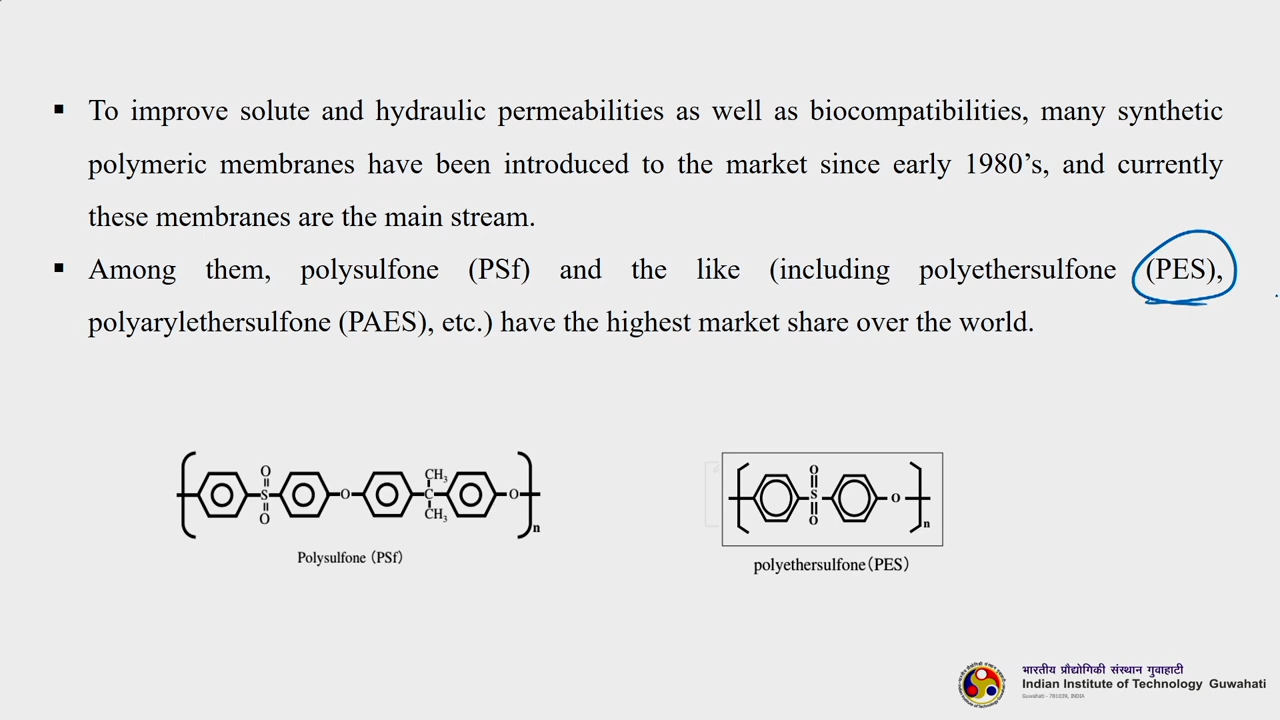 ▪ To improve solute and hydraulic permeabilities as well as biocompatibilities, many synthetic
polymeric membranes have been introduced to the market since early 1980’s, and currently
these membranes are the main stream.
▪ Among them, polysulfone (PSf) and the like (including polyethersulfone (PES),
polyarylethersulfone (PAES), etc.) have the highest market share over the world.
CH3
O
S
O
O
C
O
CH3
n
Polysulfone (PSf)
O
S
O
O
n
polyethersulfone(PES)
भारतीय प्रौद्योगिकी संस्थान गुवाहाटी
Indian Institute of Technology Guwahati
Guwahati - 781039, INDIA